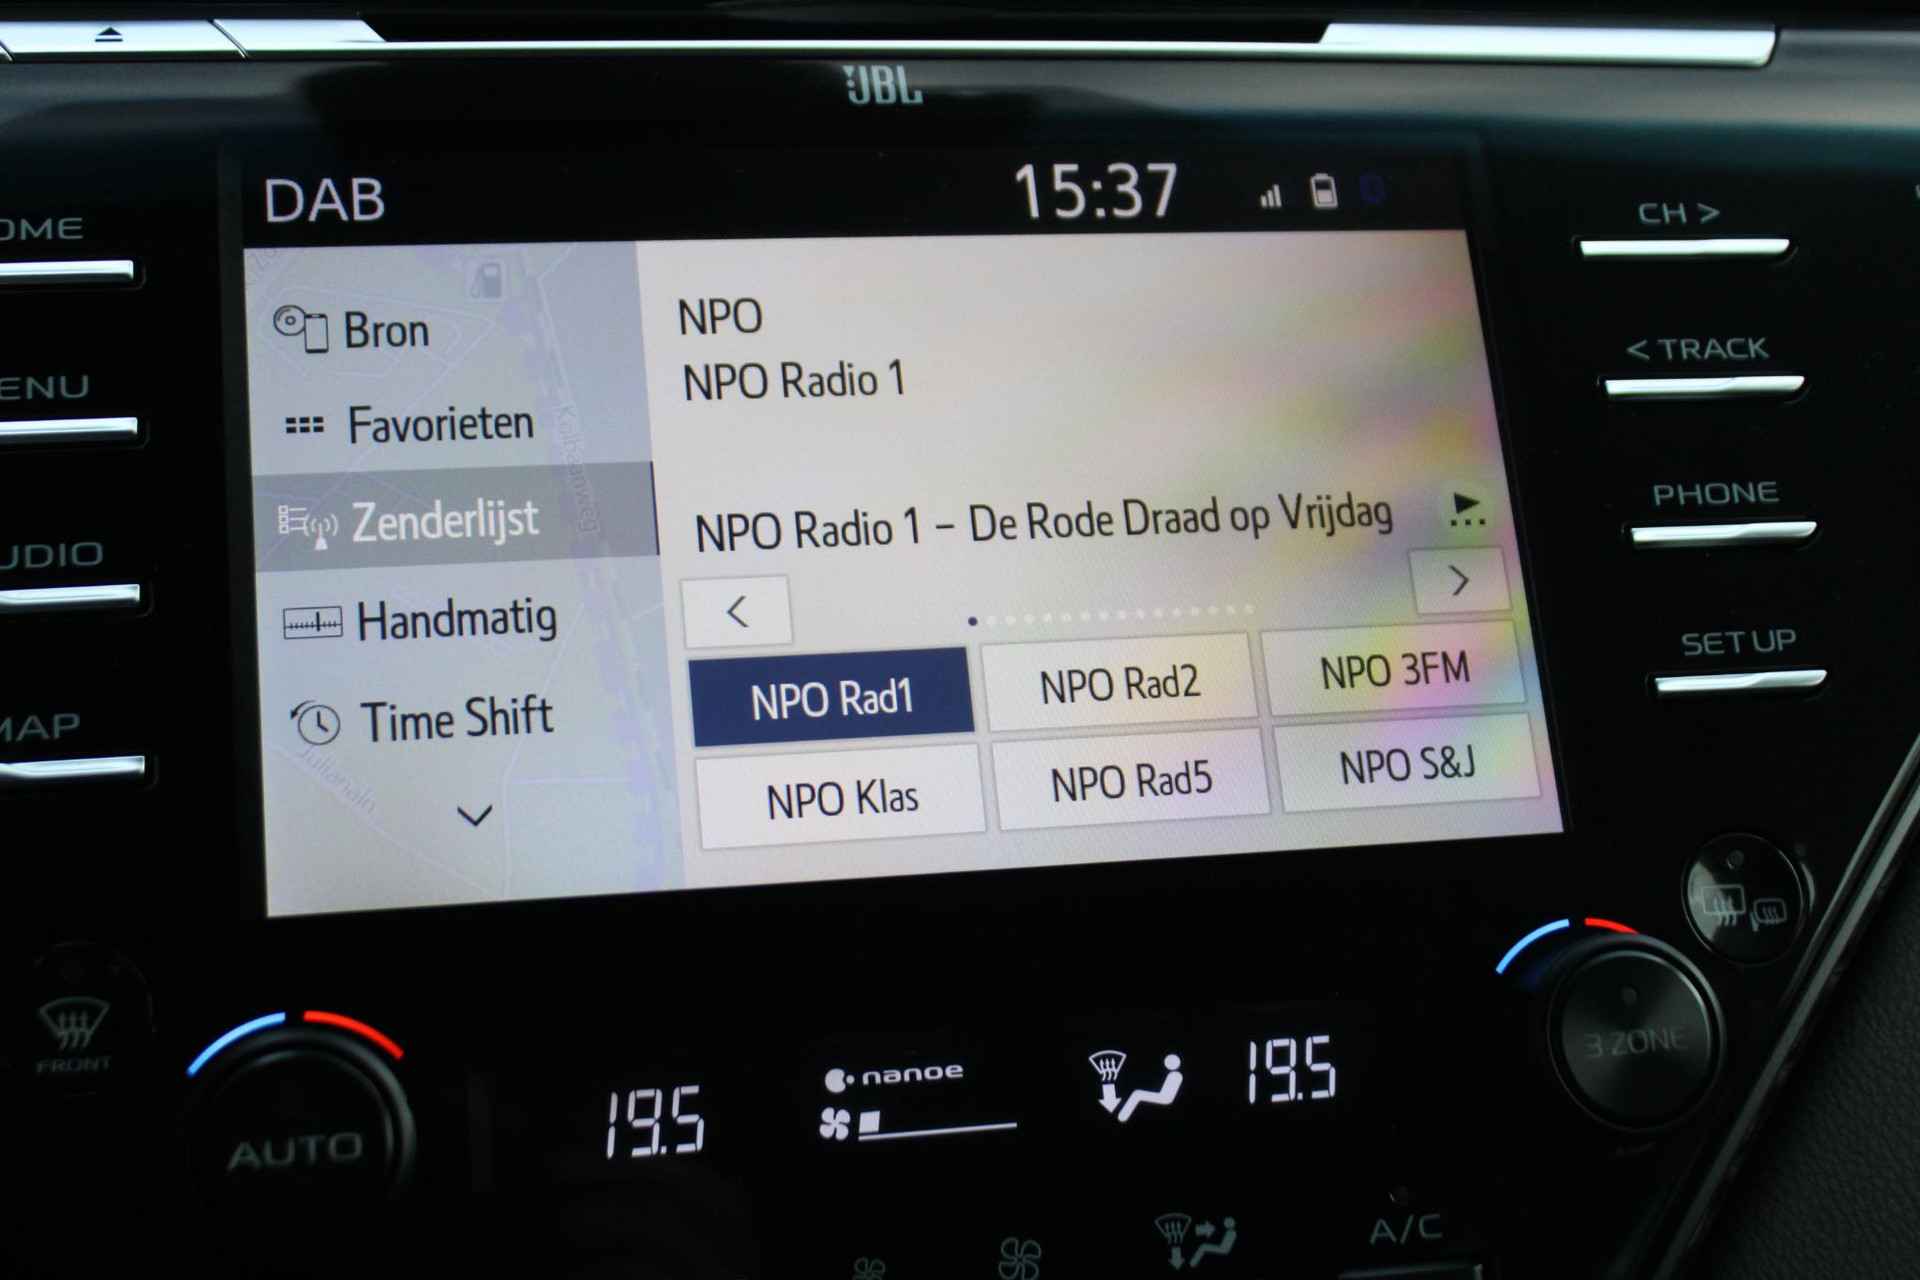 JBL
DAB
15:37
OME
ENU
UDIO
MAP
Bron
Favorieten
Zenderlijst
Handmatig
Time Shift
NPO
NPO Radio 1
NPO Radio 1 – De Rode Draad op Vrijdag
NPO Rad1
NPO Rad2
NPO 3FM
NPO Klas
NPO Rad5
NPO S&J
CH >
< TRACK
PHONE
SETUP
FRONT
AUTO
19.5
nanoe
19.5
3 ZONE
A/C